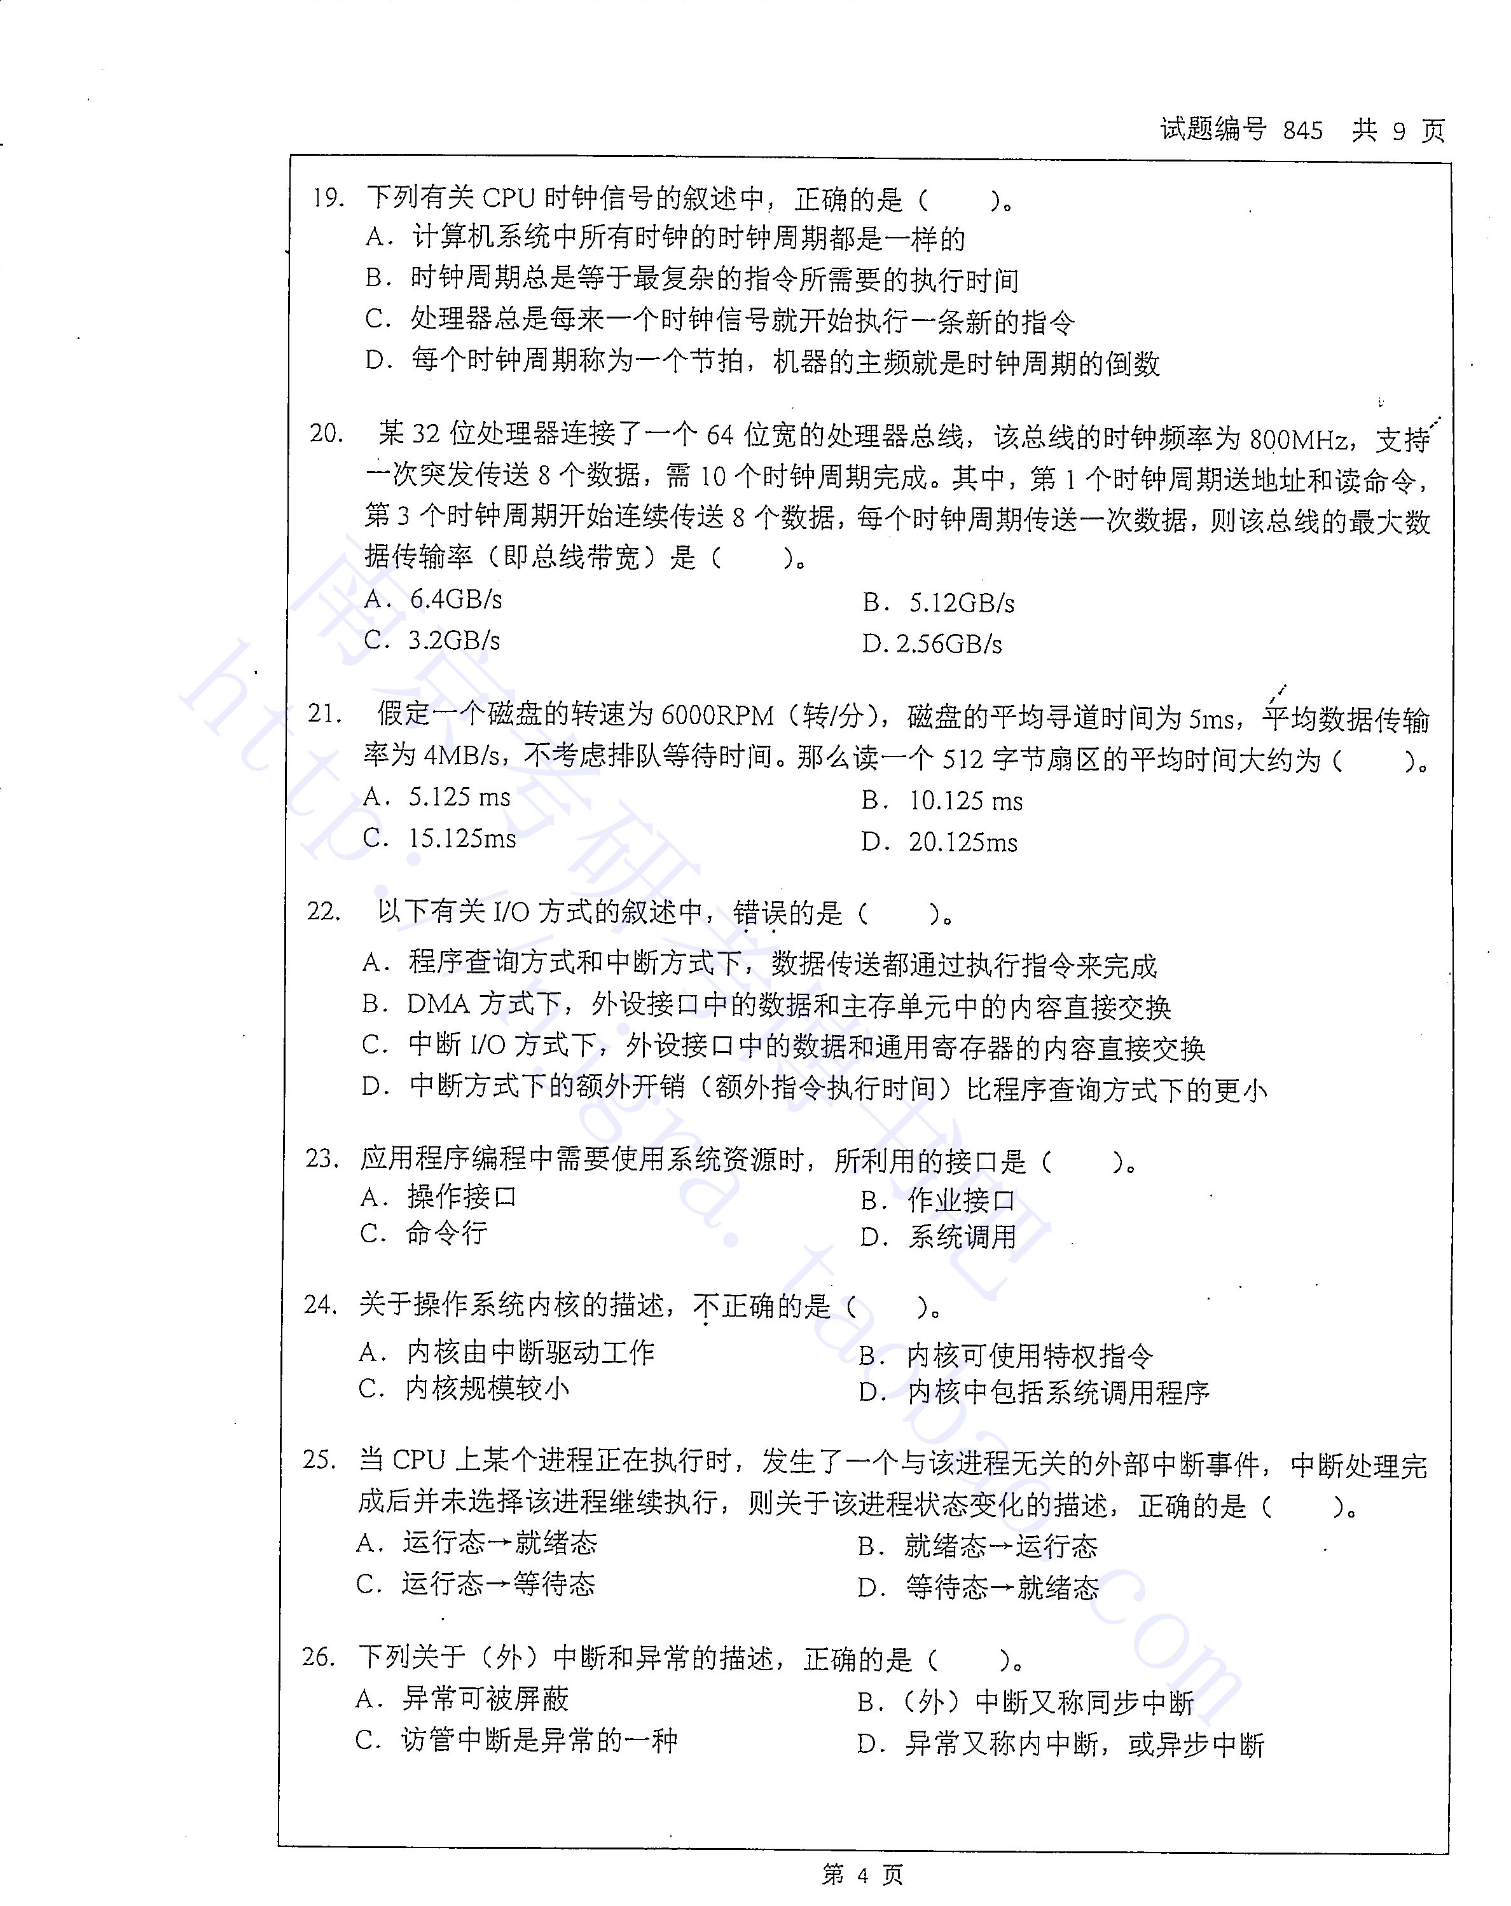 试题编号 845 共 9 页
19. 下列有关 CPU 时钟信号的叙述中，正确的是（ ）。
A. 计算机系统中所有时钟的时钟周期都是一样的
B. 时钟周期总是等于最复杂的指令所需要的执行时间
C. 处理器总是每来一个时钟信号就开始执行一条新的指令
D. 每个时钟周期称为一个节拍，机器的主频就是时钟周期的倒数
20. 某 32 位处理器连接了一个 64 位宽的处理器总线，该总线的时钟频率为 800MHz，支持
一次突发传送 8 个数据，需 10 个时钟周期完成。其中，第 1 个时钟周期送地址和读命令，
第 3 个时钟周期开始连续传送 8 个数据，每个时钟周期传送一次数据，则该总线的最大数
据传输率（即总线带宽）是（ ）。
A. 6.4GB/s B. 5.12GB/s
C. 3.2GB/s D. 2.56GB/s
21. 假定一个磁盘的转速为 6000RPM（转/分），磁盘的平均寻道时间为 5ms，平均数据传输
率为 4MB/s，不考虑排队等待时间。那么读一个 512 字节扇区的平均时间大约为（ ）。
A. 5.125 ms B. 10.125 ms
C. 15.125ms D. 20.125ms
22. 以下有关 I/O 方式的叙述中，错误的是（ ）。
A. 程序查询方式和中断方式下，数据传送都通过执行指令来完成
B. DMA 方式下，外设接口中的数据和主存单元中的内容直接交换
C. 中断 I/O 方式下，外设接口中的数据和通用寄存器的内容直接交换
D. 中断方式下的额外开销（额外指令执行时间）比程序查询方式下的更小
23. 应用程序编程中需要使用系统资源时，所利用的接口是（ ）。
A. 操作接口 B. 作业接口
C. 命令行 D. 系统调用
24. 关于操作系统内核的描述，不正确的是（ ）。
A. 内核由中断驱动工作 B. 内核可使用特权指令
C. 内核规模较小 D. 内核中包括系统调用程序
25. 当 CPU 上某个进程正在执行时，发生了一个与该进程无关的外部中断事件，中断处理完
成后并未选择该进程继续执行，则关于该进程状态变化的描述，正确的是（ ）。
A. 运行态→就绪态 B. 就绪态→运行态
C. 运行态→等待态 D. 等待态→就绪态
26. 下列关于（外）中断和异常的描述，正确的是（ ）。
A. 异常可被屏蔽 B.（外）中断又称同步中断
C. 访管中断是异常的一种 D. 异常又称内中断，或异步中断
第 4 页
南京考研考博书吧
http://njgra.taobao.com